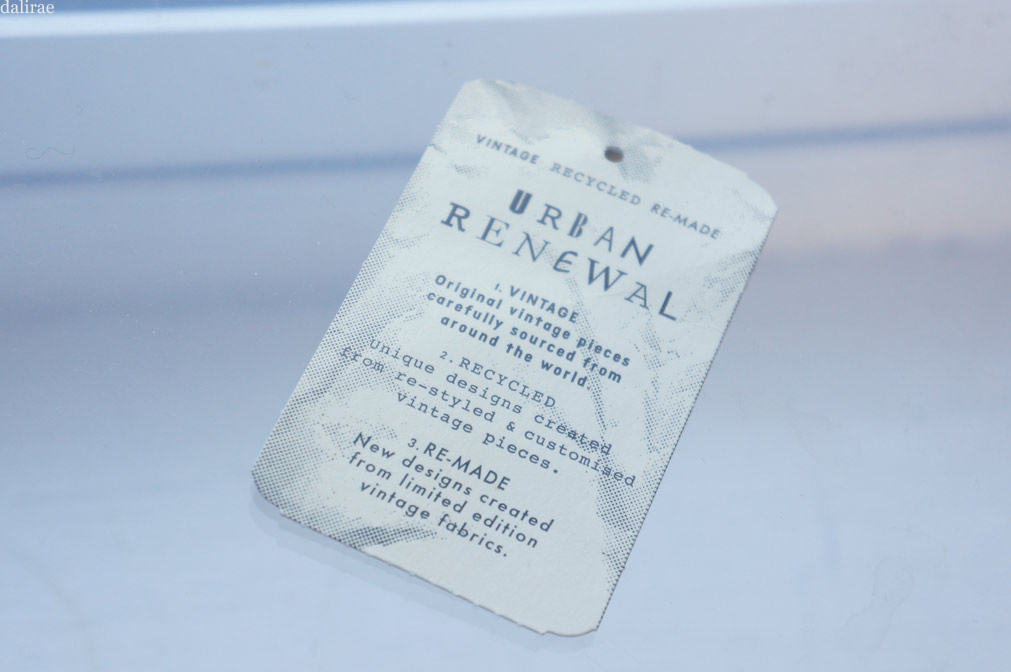 dalirae
VINTAGE RECYCLED RE-MADE
URBAN
RENEWAL
1. VINTAGE
Original vintage pieces
carefully sourced from
around the world.
2. RECYCLED
Unique designs created
from re-styled & customised
vintage pieces.
3. RE-MADE
New designs created
from limited edition
vintage fabrics.